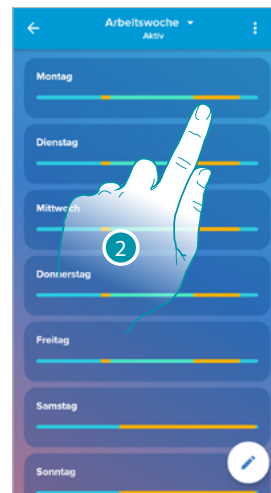 Arbeitswoche
Aktiv
Montag
Dienstag
Mittwoch
2
Donnerstag
Freitag
Samstag
Sonntag